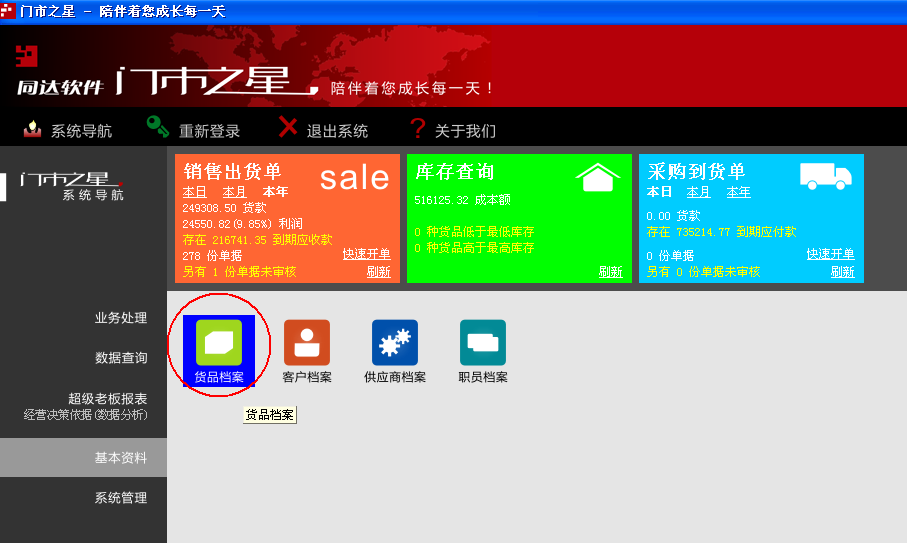 门市之星 - 陪伴着您成长每一天
同达软件 门市之星 陪伴着您成长每一天！
系统导航 重新登录 退出系统 关于我们
门市之星
系统导航
销售出货单 sale
本日 本月 本年
249308.50 货款
24550.82(9.85%) 利润
存在 216741.35 到期应收款
278 份单据 快速开单
另有 1 份单据未审核 刷新
库存查询
516125.32 成本额
0 种货品低于最低库存
0 种货品高于最高库存
刷新
采购到货单
本日 本月 本年
0.00 货款
存在 735214.77 到期应付款
0 份单据 快速开单
另有 0 份单据未审核 刷新
业务处理
数据查询
超级老板报表
经营决策依据(数据分析)
基本资料
系统管理
货品档案 客户档案 供应商档案 职员档案
货品档案